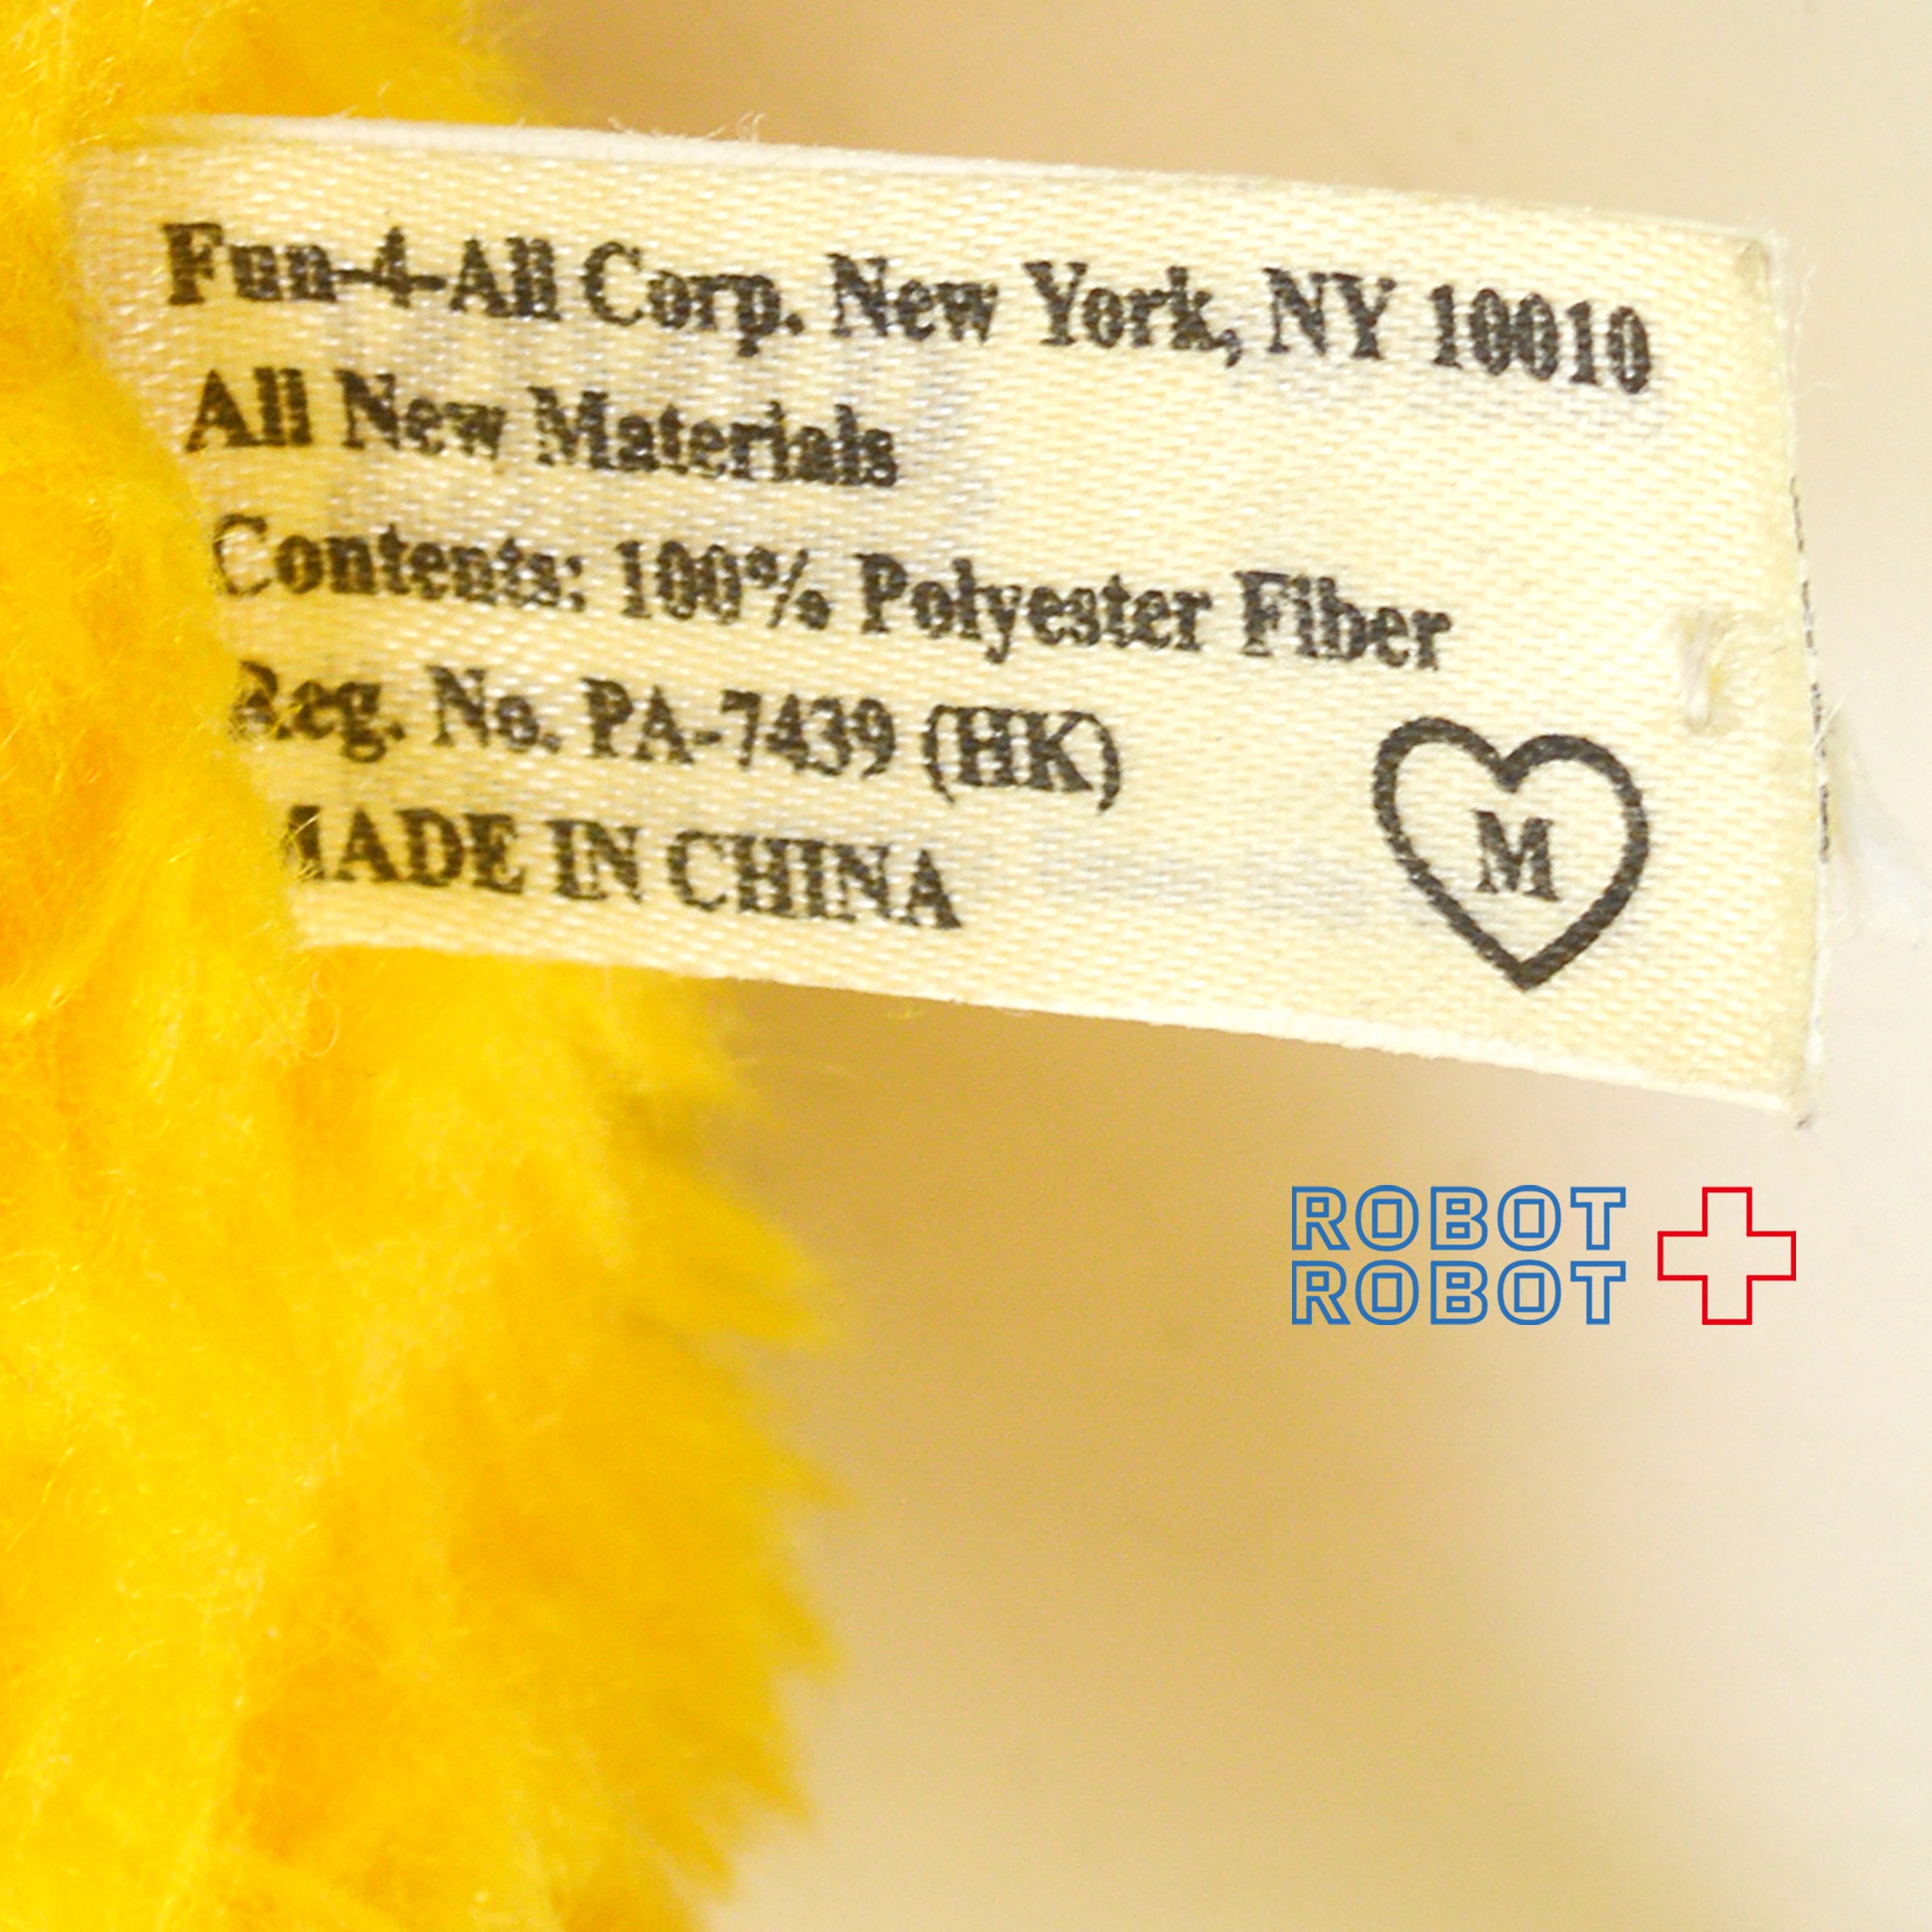 Fun-4-All Corp. New York, NY 10010
All New Materials
Contents: 100% Polyester Fiber
Reg. No. PA-7439 (HK)
MADE IN CHINA
M
ROBOT
ROBOT